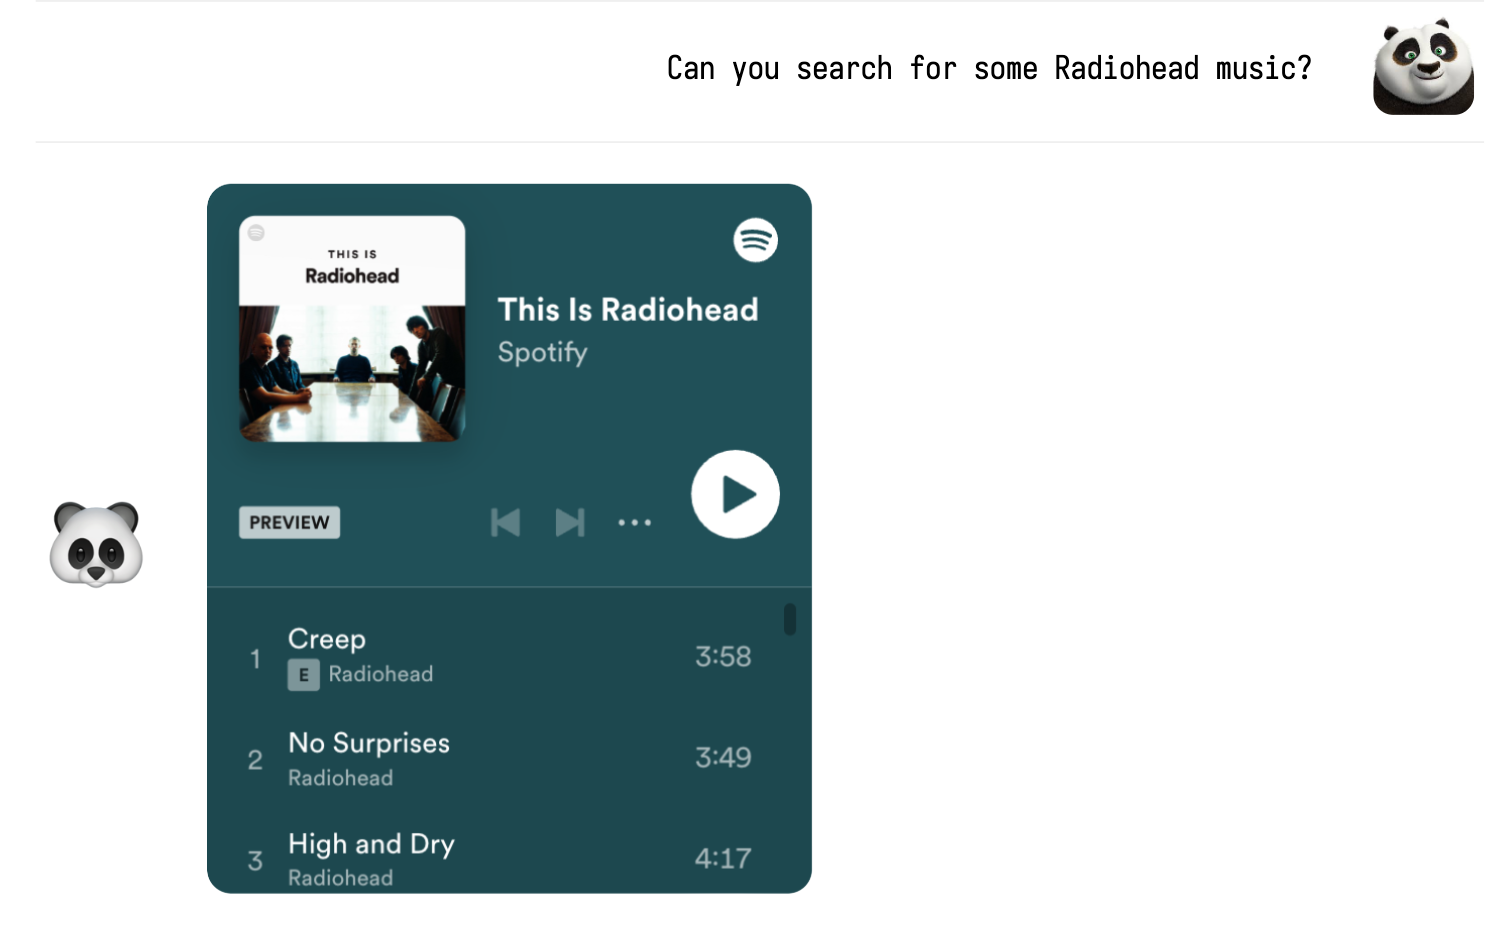 Can you search for some Radiohead music?
THIS IS
Radiohead
This Is Radiohead
Spotify
PREVIEW
1
Creep
E Radiohead
3:58
2
No Surprises
Radiohead
3:49
3
High and Dry
Radiohead
4:17